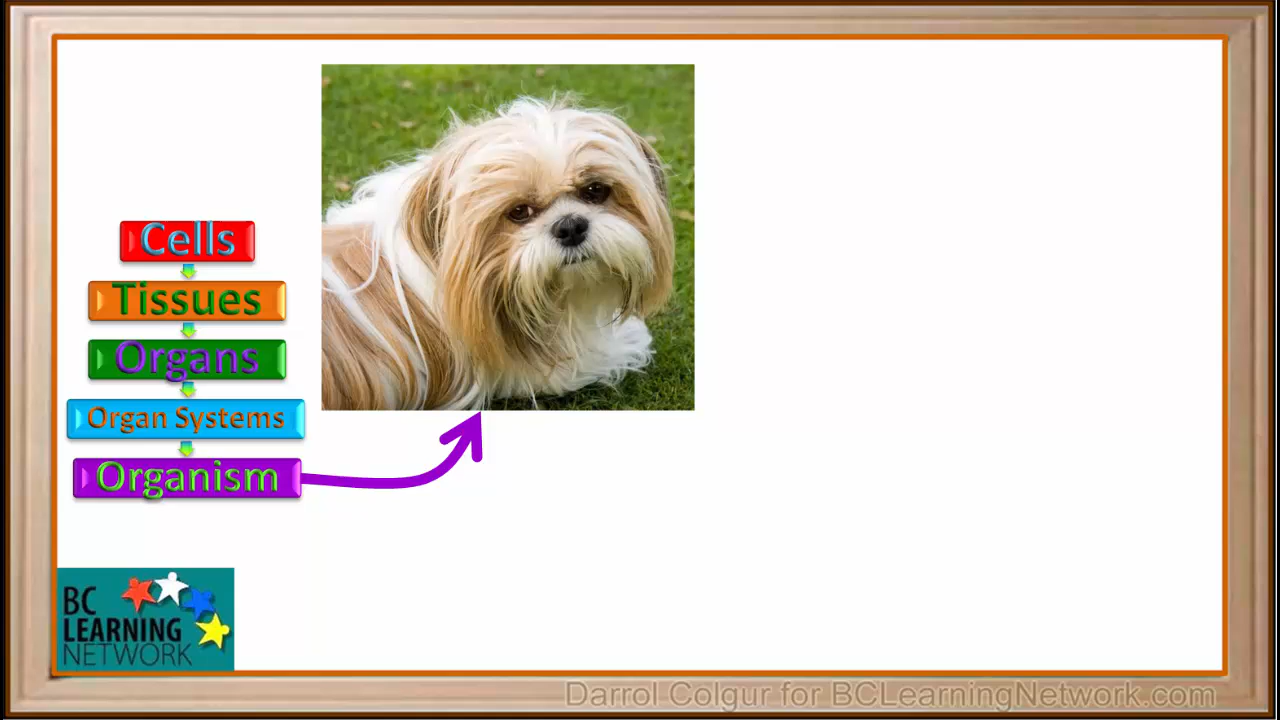 Cells
Tissues
Organs
Organ Systems
Organism
BC
LEARNING
NETWORK
Darrol Colgur for BCLearningNetwork.com